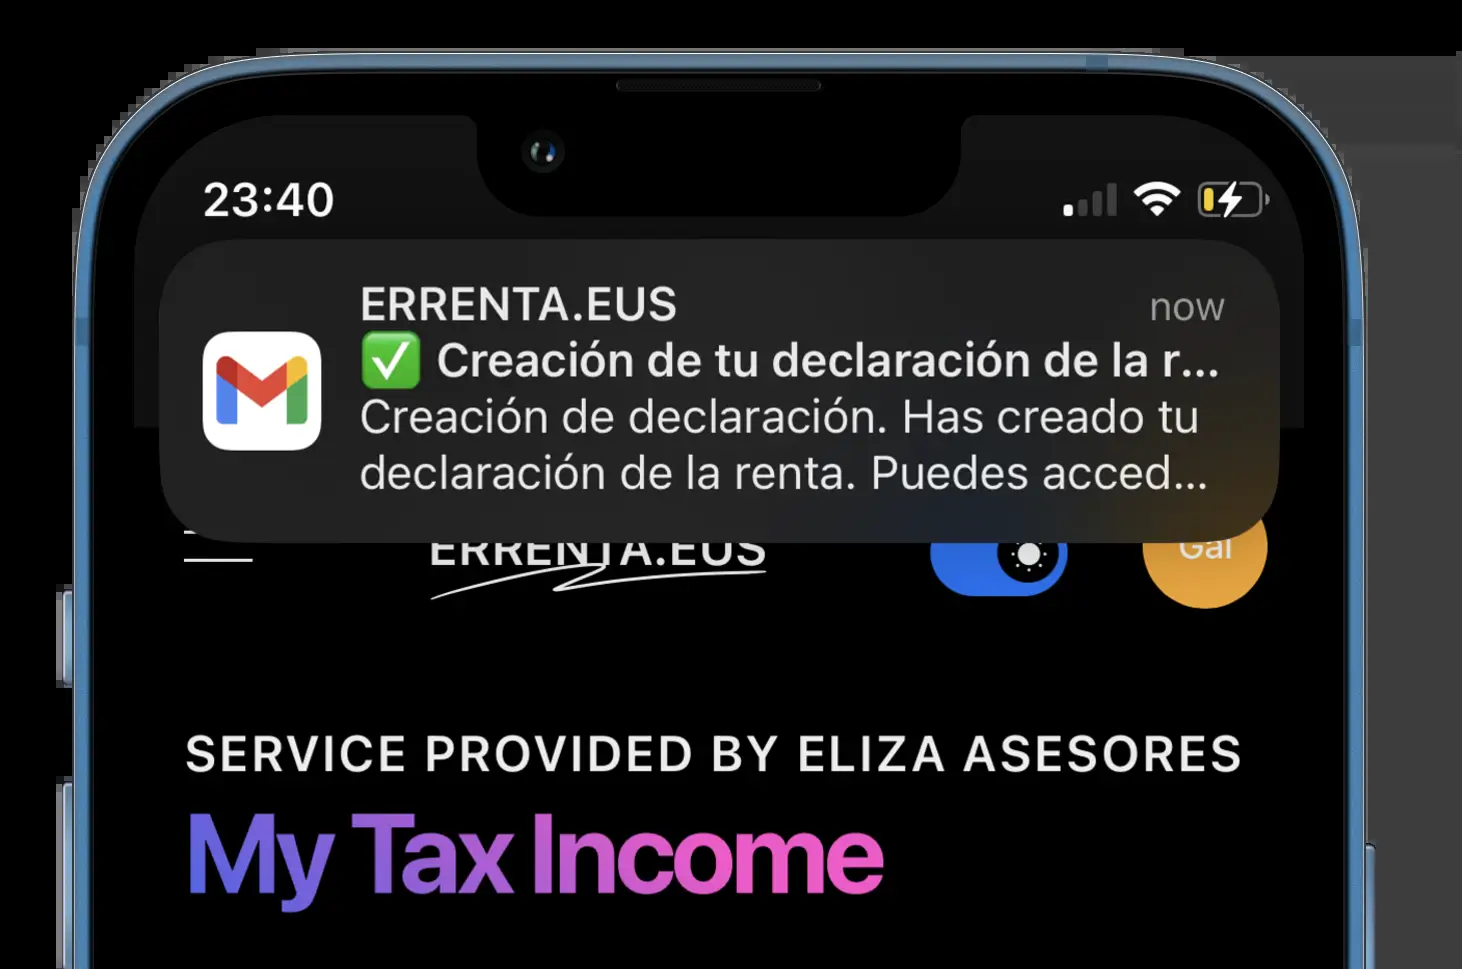 23:40
ERRENTA.EUS
now
✅ Creación de tu declaración de la r...
Creación de declaración. Has creado tu
declaración de la renta. Puedes acced...
ERRENTA.EUS
Gal
SERVICE PROVIDED BY ELIZA ASESORES
My Tax Income